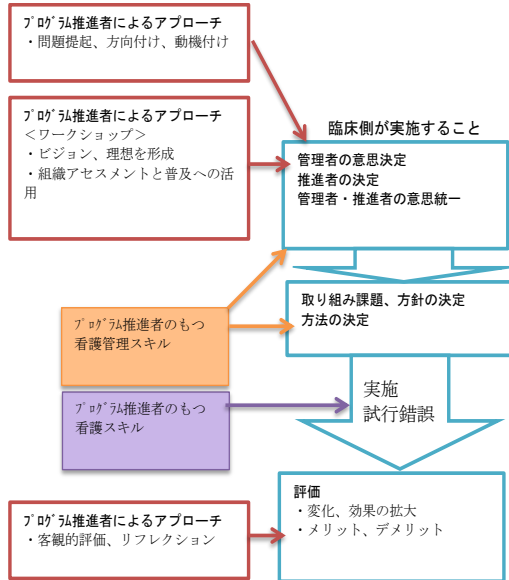 ﾌﾟﾛｸﾞﾗﾑ推進者によるアプローチ
・問題提起、方向付け、動機付け
ﾌﾟﾛｸﾞﾗﾑ推進者によるアプローチ
＜ワークショップ＞
・ビジョン、理想を形成
・組織アセスメントと普及への活
用
臨床側が実施すること
管理者の意思決定
推進者の決定
管理者・推進者の意思統一
取り組み課題、方針の決定
方法の決定
ﾌﾟﾛｸﾞﾗﾑ推進者のもつ
看護管理スキル
ﾌﾟﾛｸﾞﾗﾑ推進者のもつ
看護スキル
実施
試行錯誤
評価
・変化、効果の拡大
・メリット、デメリット
ﾌﾟﾛｸﾞﾗﾑ推進者によるアプローチ
・客観的評価、リフレクション